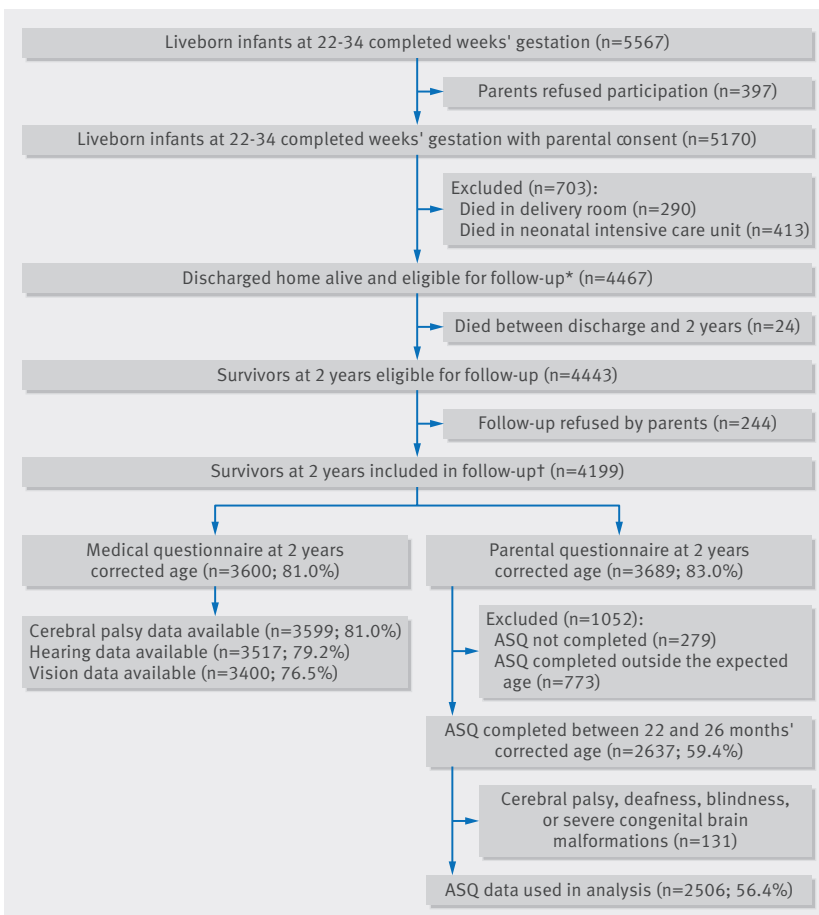 Liveborn infants at 22-34 completed weeks' gestation (n=5567)
Parents refused participation (n=397)
Liveborn infants at 22-34 completed weeks' gestation with parental consent (n=5170)
Excluded (n=703):
Died in delivery room (n=290)
Died in neonatal intensive care unit (n=413)
Discharged home alive and eligible for follow-up* (n=4467)
Died between discharge and 2 years (n=24)
Survivors at 2 years eligible for follow-up (n=4443)
Follow-up refused by parents (n=244)
Survivors at 2 years included in follow-up† (n=4199)
Medical questionnaire at 2 years
corrected age (n=3600; 81.0%)
Cerebral palsy data available (n=3599; 81.0%)
Hearing data available (n=3517; 79.2%)
Vision data available (n=3400; 76.5%)
Parental questionnaire at 2 years
corrected age (n=3689; 83.0%)
Excluded (n=1052):
ASQ not completed (n=279)
ASQ completed outside the expected
age (n=773)
ASQ completed between 22 and 26 months'
corrected age (n=2637; 59.4%)
Cerebral palsy, deafness, blindness,
or severe congenital brain
malformations (n=131)
ASQ data used in analysis (n=2506; 56.4%)